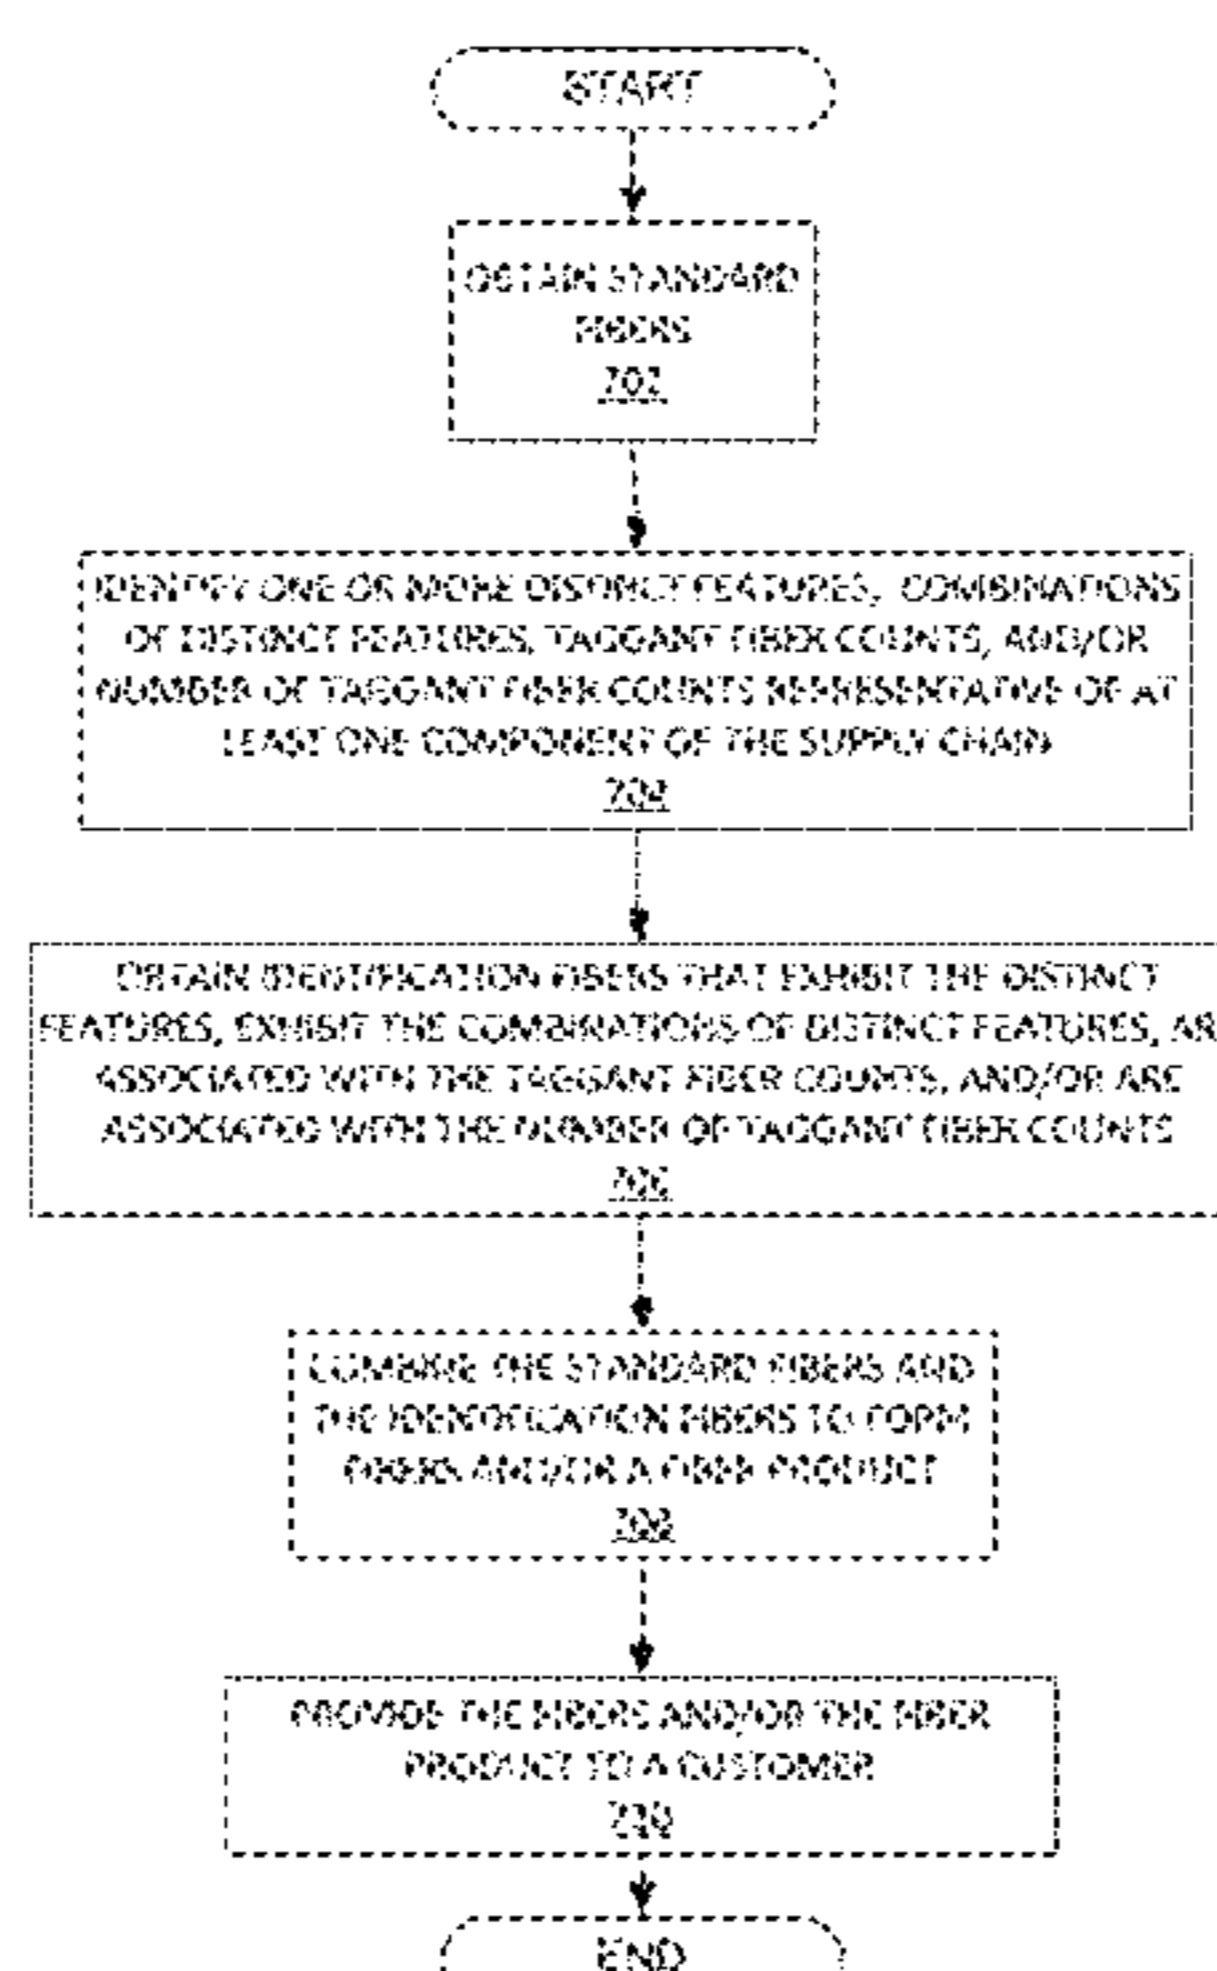 START
OBTAIN STANDARD
FIBERS
702
IDENTIFY ONE OR MORE DISTINCT FEATURES, COMBINATIONS
OF DISTINCT FEATURES, TAGGANT FIBER COUNTS, AND/OR
NUMBER OF TAGGANT FIBER COUNTS REPRESENTATIVE OF AT
LEAST ONE COMPONENT OF THE SUPPLY CHAIN
704
OBTAIN IDENTIFICATION FIBERS THAT EXHIBIT THE DISTINCT
FEATURES, EXHIBIT THE COMBINATIONS OF DISTINCT FEATURES, AR
ASSOCIATED WITH THE TAGGANT FIBER COUNTS, AND/OR ARE
ASSOCIATED WITH THE NUMBER OF TAGGANT FIBER COUNTS
706
COMBINE THE STANDARD FIBERS AND
THE IDENTIFICATION FIBERS TO FORM
FIBERS AND/OR A FIBER PRODUCT
708
PROVIDE THE FIBERS AND/OR THE FIBER
PRODUCT TO A CUSTOMER
710
END